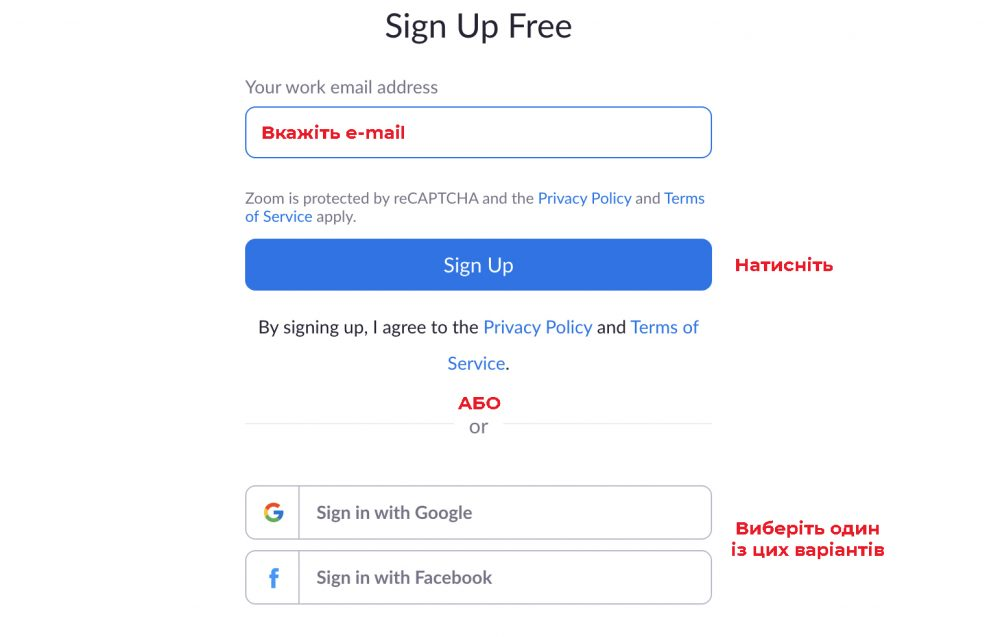 Sign Up Free
Your work email address
Вкажіть e-mail
Zoom is protected by reCAPTCHA and the Privacy Policy and Terms
of Service apply.
Sign Up
Натисніть
By signing up, I agree to the Privacy Policy and Terms of
Service.
АБО
or
Sign in with Google
Виберіть один
із цих варіантів
Sign in with Facebook